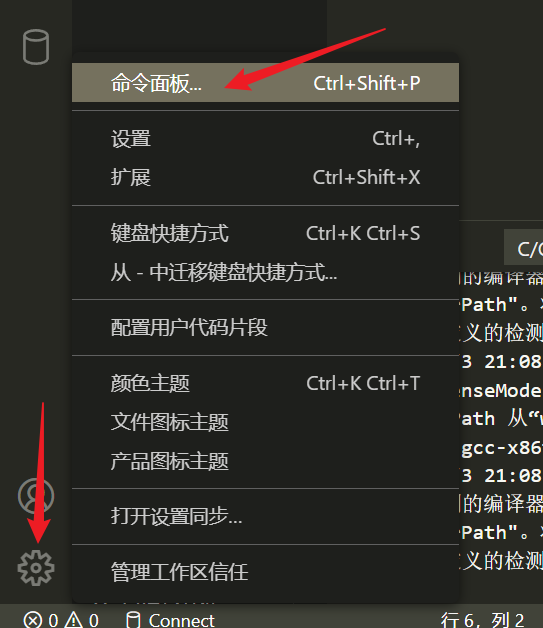 命令面板... Ctrl+Shift+P
设置 Ctrl+,
扩展 Ctrl+Shift+X
键盘快捷方式 Ctrl+K Ctrl+S
从 - 中迁移键盘快捷方式...
配置用户代码片段
颜色主题 Ctrl+K Ctrl+T
文件图标主题
产品图标主题
打开设置同步...
管理工作区信任
C/C
的编译器
Path"。
义的检测
3 21:08
enseMode
Path 从“w
gcc-x86
3 21:08
的编译器
Path"。
义的检测
0 0 Connect 行 6，列 2